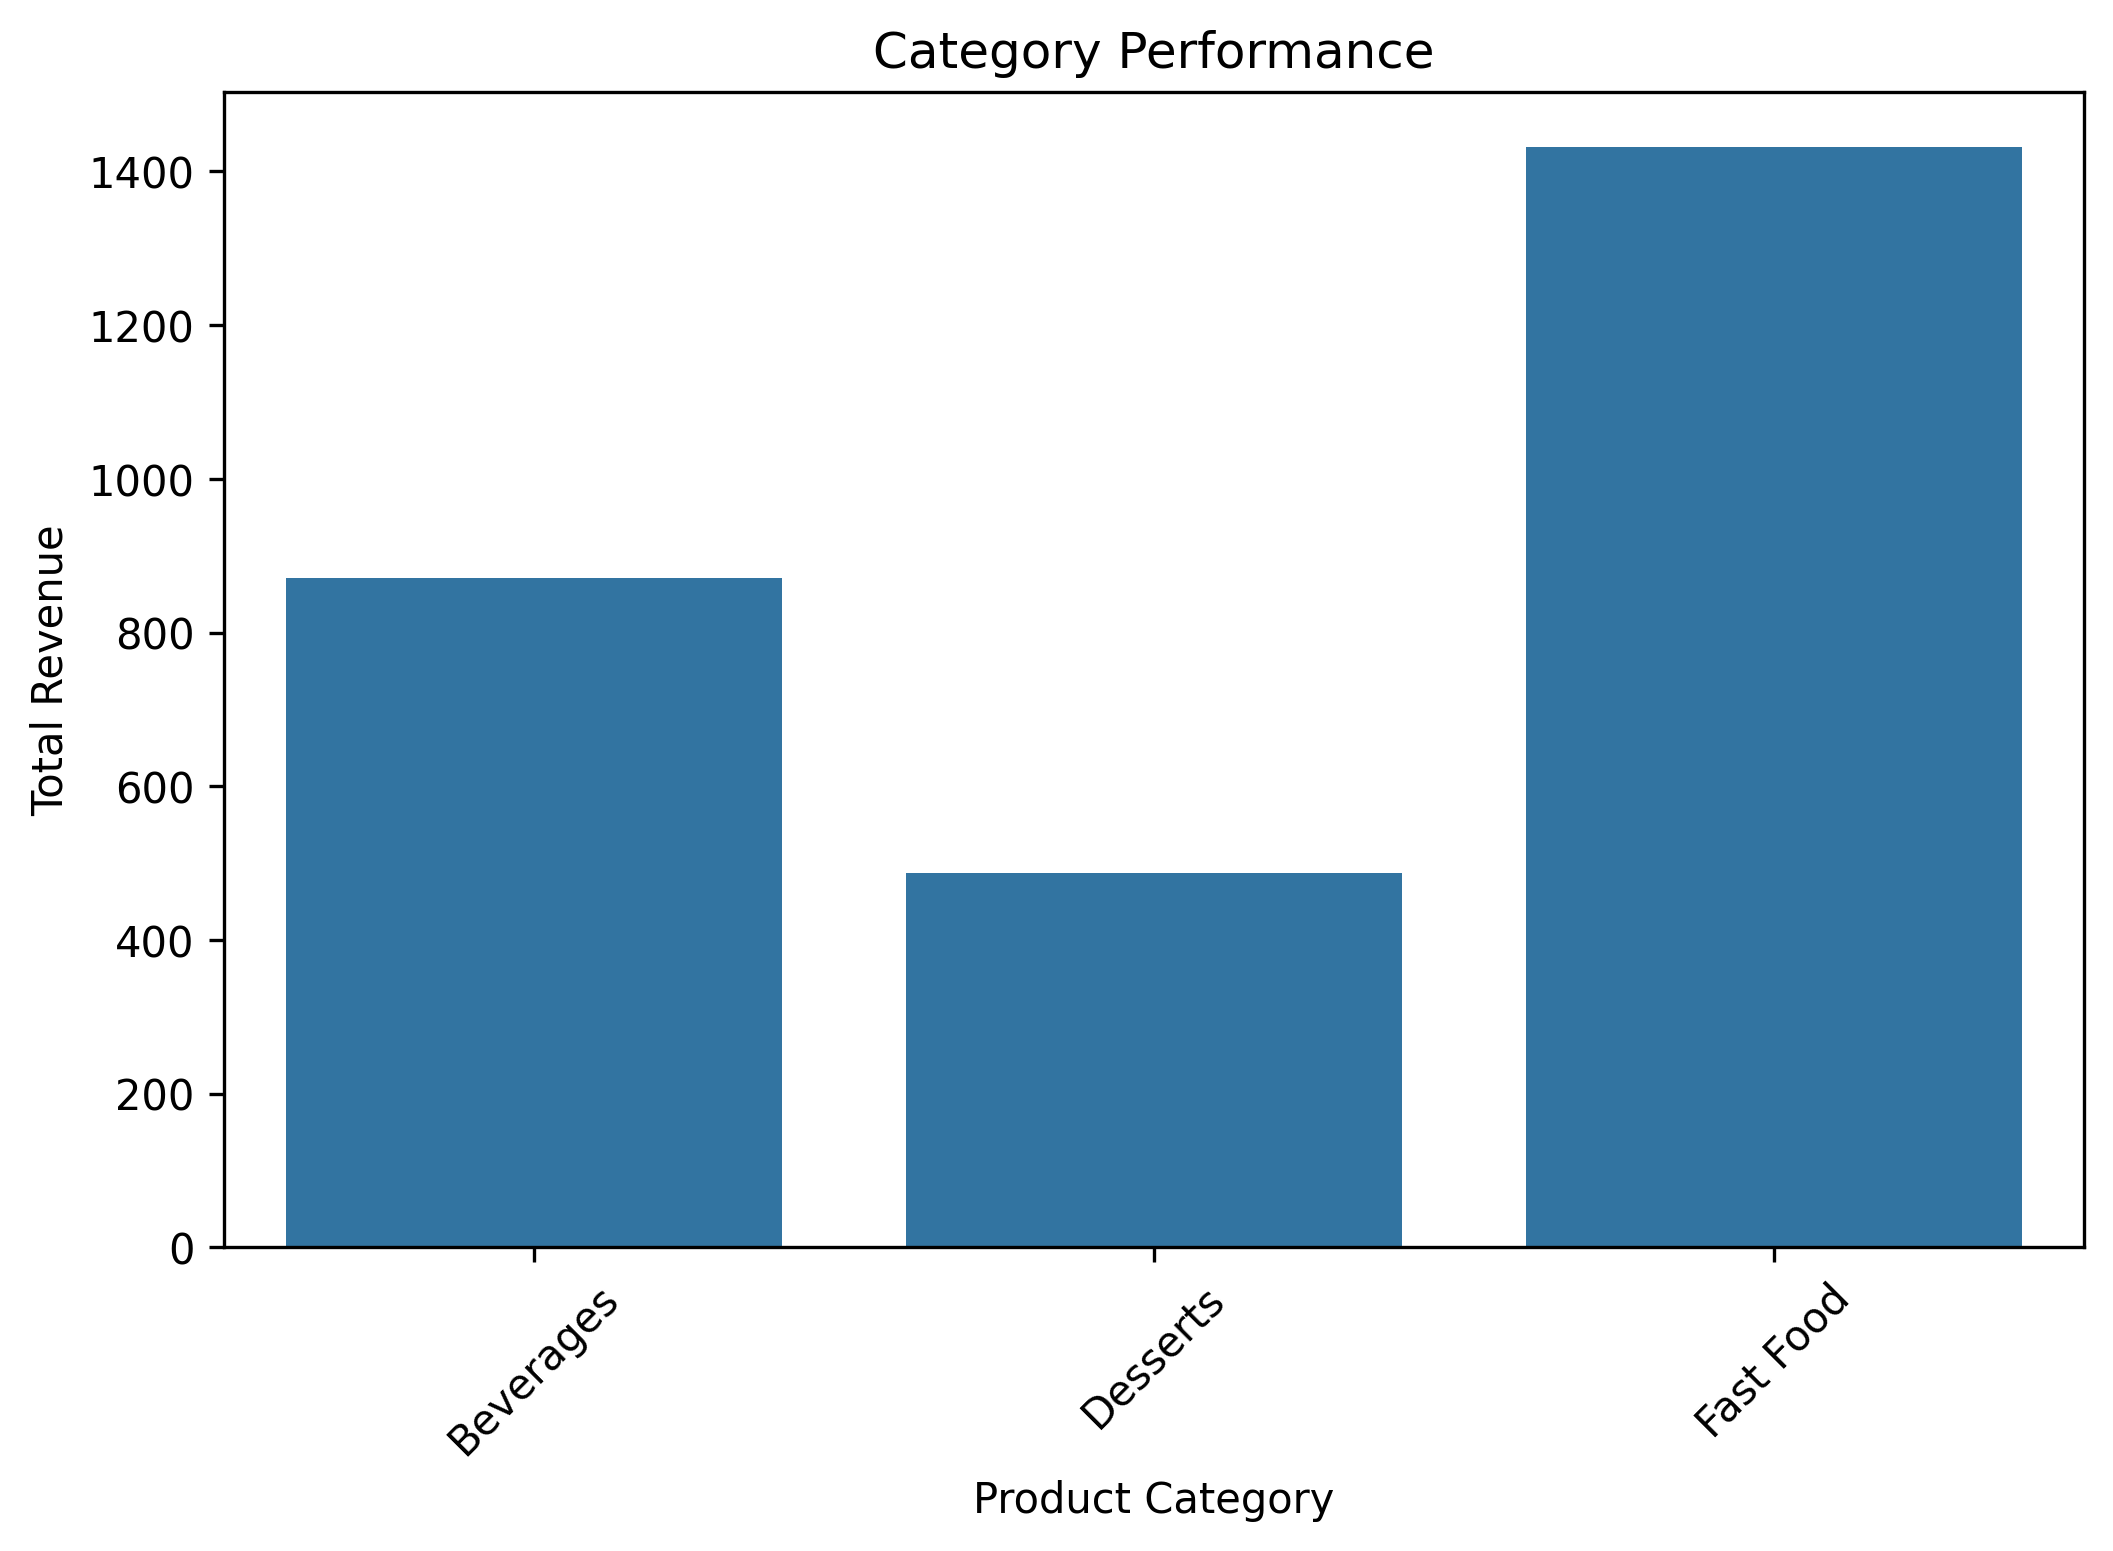 Category Performance
Total Revenue
1400
1200
1000
800
600
400
200
0
Beverages
Desserts
Fast Food
Product Category